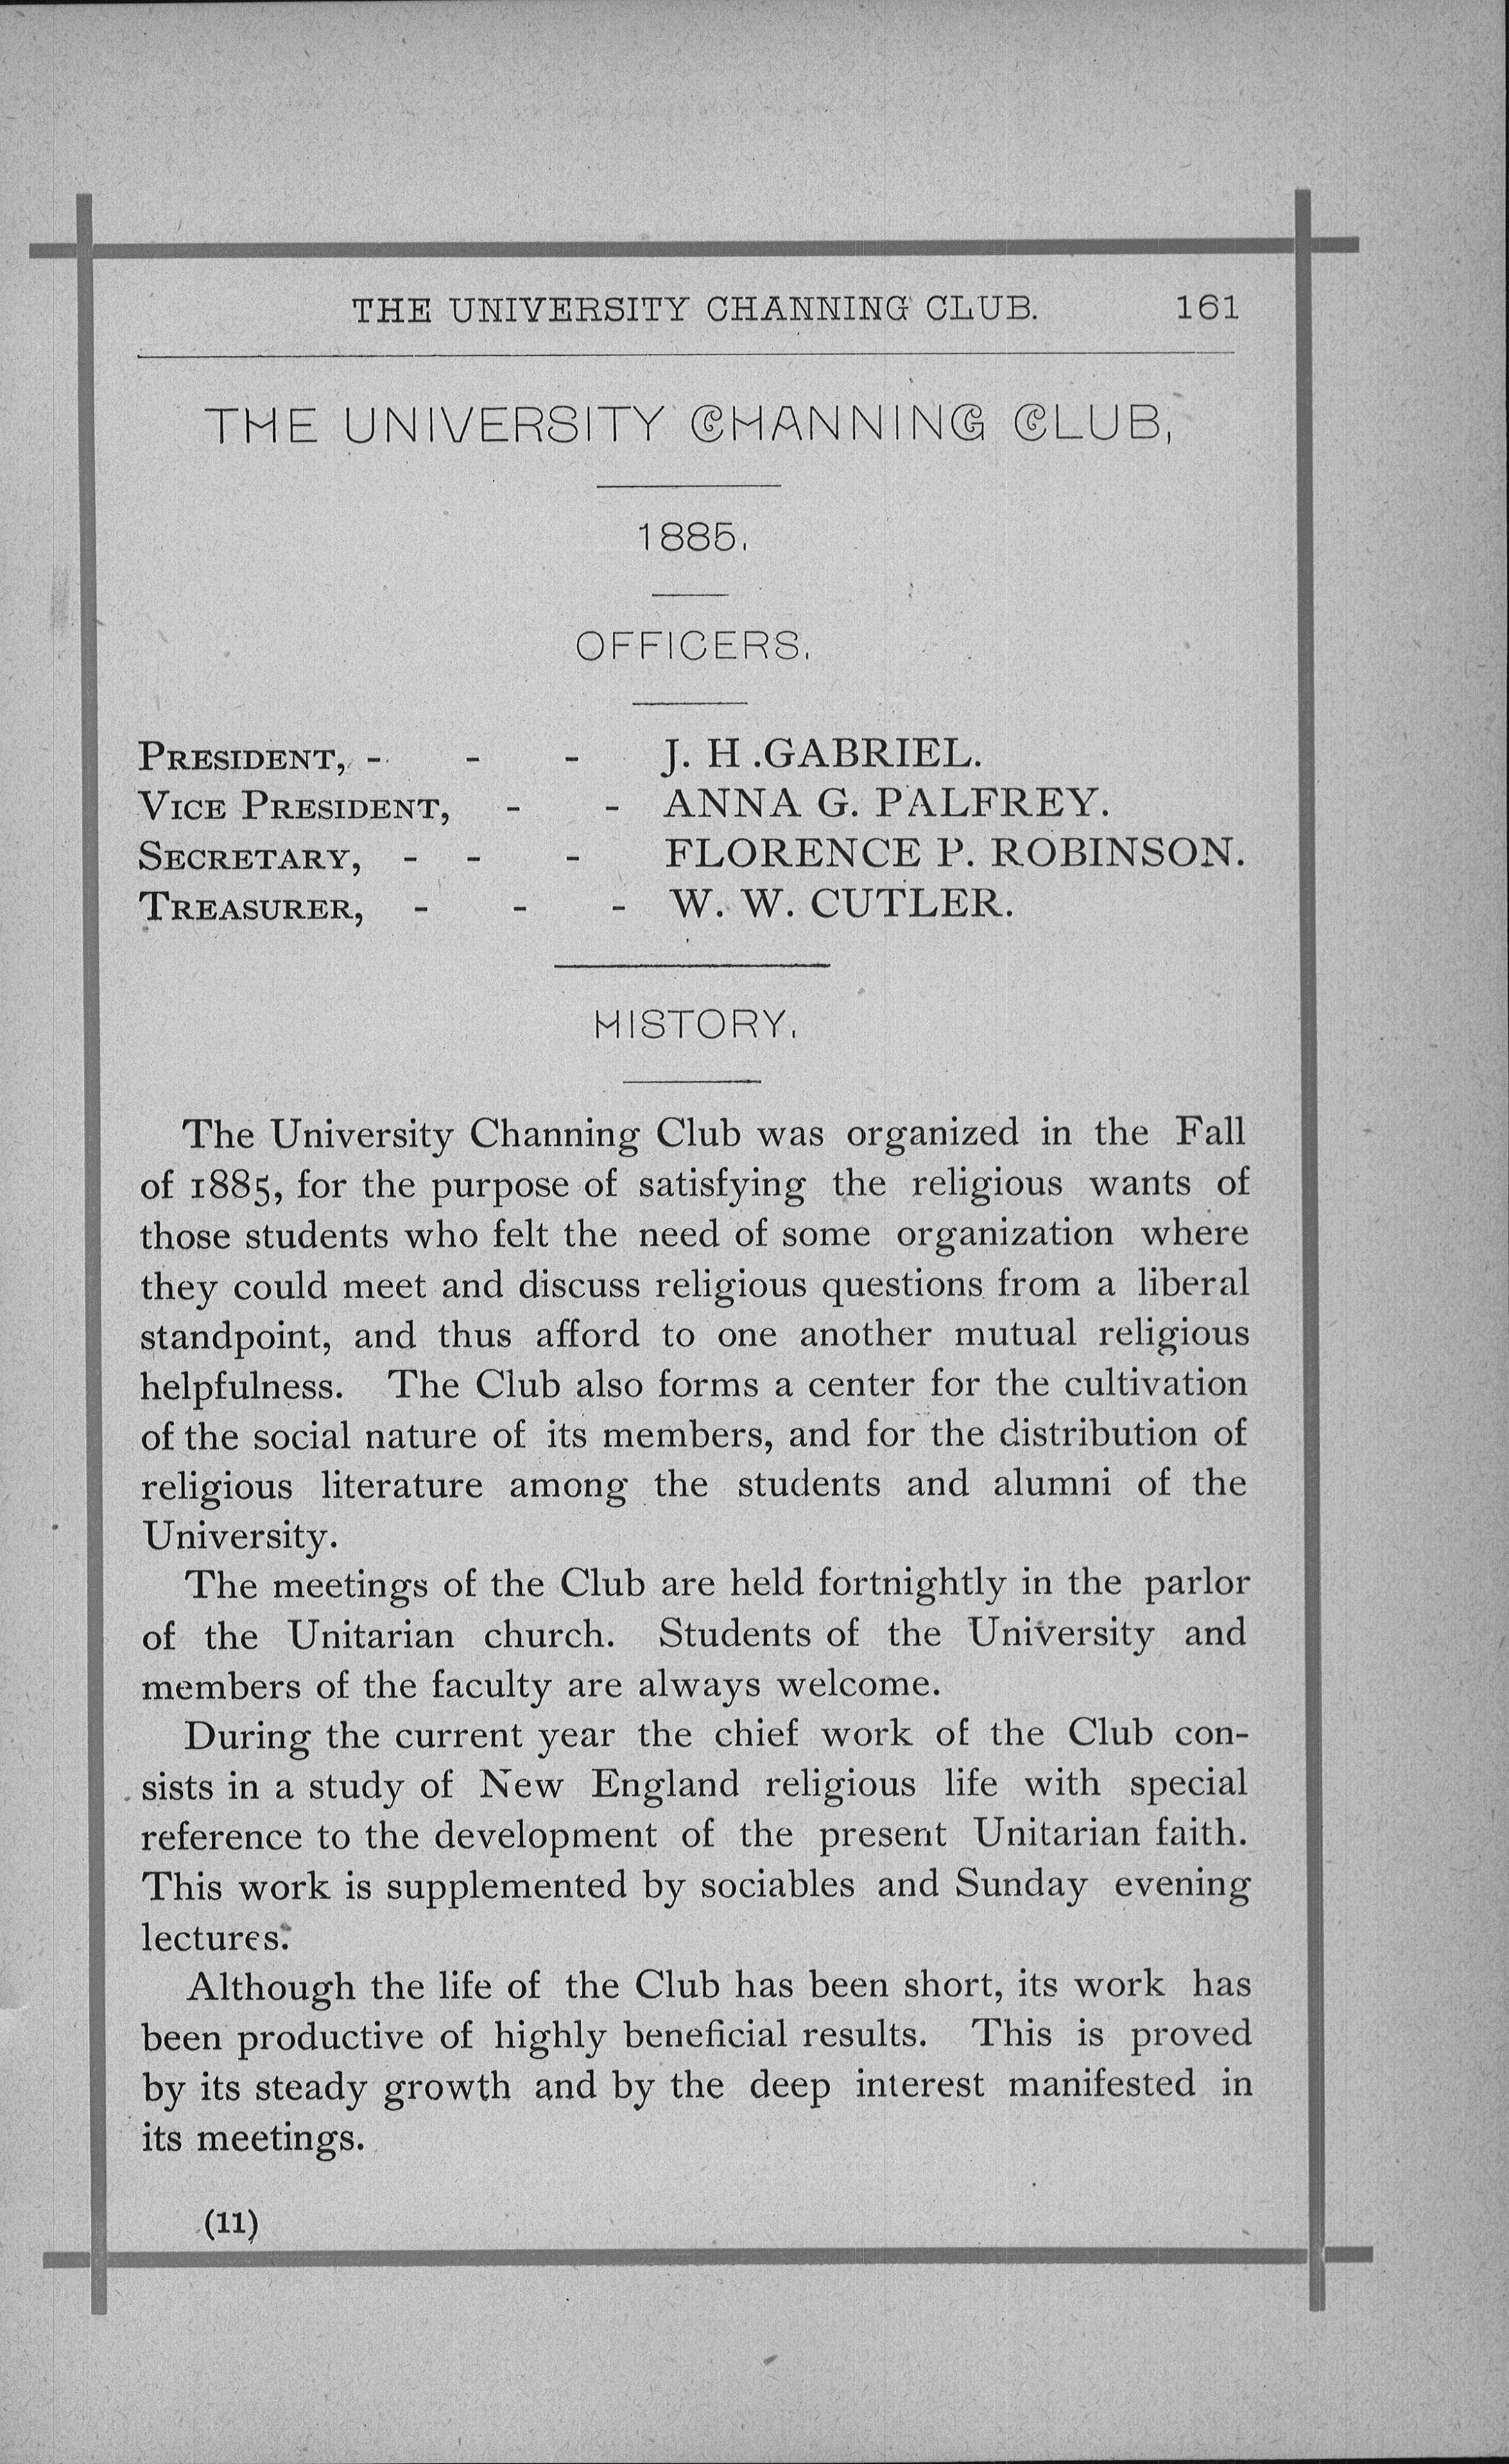 THE UNIVERSITY CHANNING CLUB. 161
THE UNIVERSITY CHANNING CLUB,
1885.
OFFICERS.
PRESIDENT, - - - J. H .GABRIEL.
VICE PRESIDENT, - - ANNA G. PALFREY.
SECRETARY, - - - FLORENCE P. ROBINSON.
TREASURER, - - - W. W. CUTLER.
HISTORY.
The University Channing Club was organized in the Fall
of 1885, for the purpose of satisfying the religious wants of
those students who felt the need of some organization where
they could meet and discuss religious questions from a liberal
standpoint, and thus afford to one another mutual religious
helpfulness. The Club also forms a center for the cultivation
of the social nature of its members, and for the distribution of
religious literature among the students and alumni of the
University.
The meetings of the Club are held fortnightly in the parlor
of the Unitarian church. Students of the University and
members of the faculty are always welcome.
During the current year the chief work of the Club con-
sists in a study of New England religious life with special
reference to the development of the present Unitarian faith.
This work is supplemented by sociables and Sunday evening
lectures.
Although the life of the Club has been short, its work has
been productive of highly beneficial results. This is proved
by its steady growth and by the deep interest manifested in
its meetings.
(11)